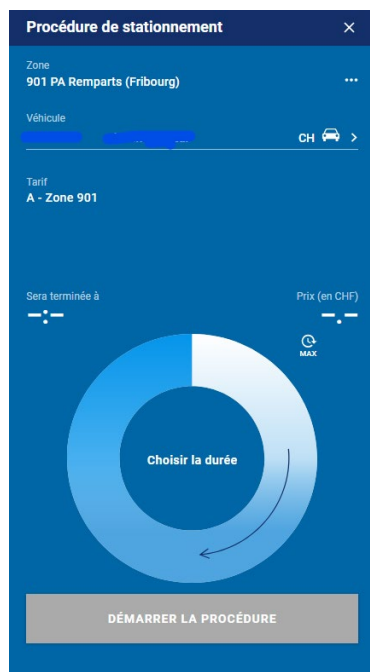 Procédure de stationnement
Zone
901 PA Remparts (Fribourg)
Véhicule
CH
Tarif
A - Zone 901
Sera terminée à
Prix (en CHF)
–:–
–.–
MAX
Choisir la durée
DÉMARRER LA PROCÉDURE